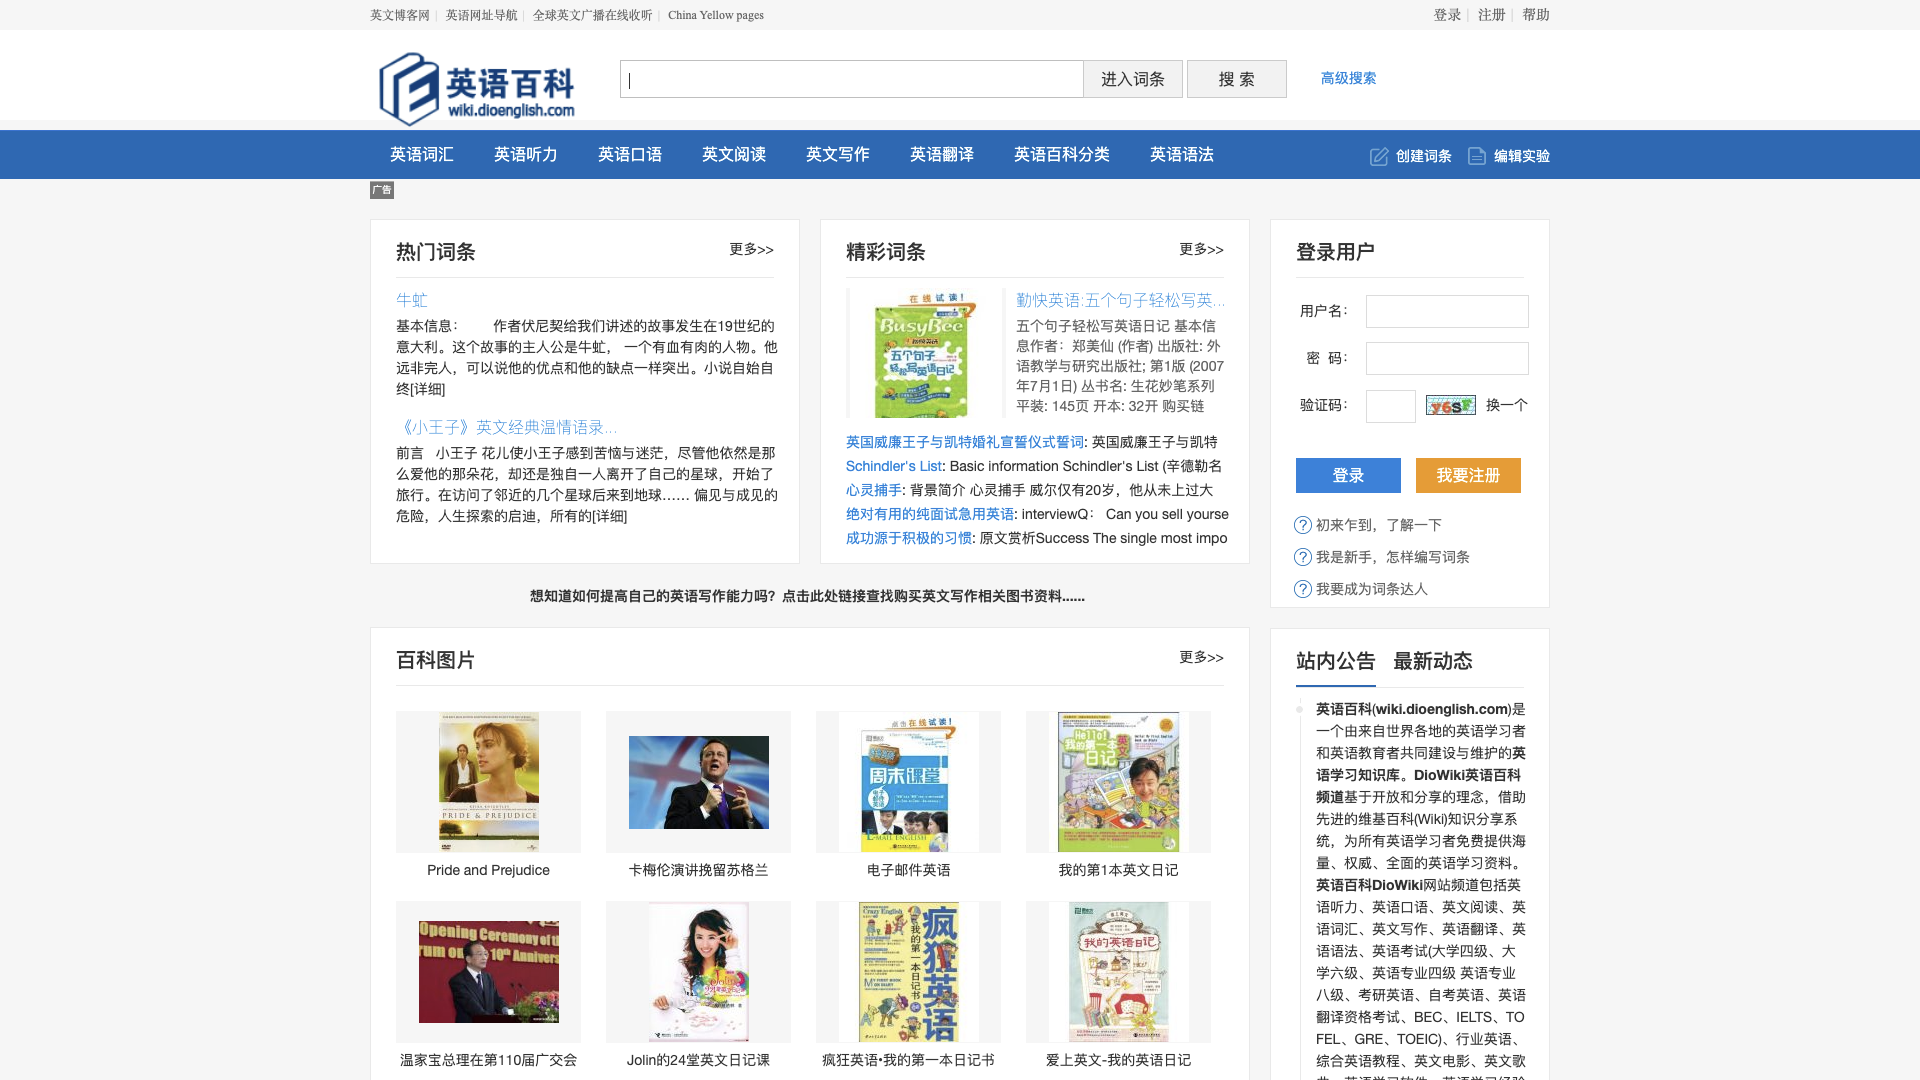 英文博客网 | 英语网址导航 | 全球英文广播在线收听 | China Yellow pages
登录 | 注册 | 帮助
英语百科
wiki.dioenglish.com
进入词条
搜 索
高级搜索
英语词汇 英语听力 英语口语 英文阅读 英文写作 英语翻译 英语百科分类 英语语法
创建词条 编辑实验
广告
热门词条 更多>>
牛虻
基本信息： 作者伏尼契给我们讲述的故事发生在19世纪的
意大利。这个故事的主人公是牛虻， 一个有血有肉的人物。他
远非完人，可以说他的优点和他的缺点一样突出。小说自始自
终[详细]
《小王子》英文经典温情语录...
前言 小王子 花儿使小王子感到苦恼与迷茫，尽管他依然是那
么爱他的那朵花，却还是独自一人离开了自己的星球，开始了
旅行。在访问了邻近的几个星球后来到地球…… 偏见与成见的
危险，人生探索的启迪，所有的[详细]
精彩词条 更多>>
在线试读！
BusyBee
五个句子
轻松写英语日记
勤快英语:五个句子轻松写英...
五个句子轻松写英语日记 基本信
息作者：郑美仙 (作者) 出版社: 外
语教学与研究出版社; 第1版 (2007
年7月1日) 丛书名: 生花妙笔系列
平装: 145页 开本: 32开 购买链
英国威廉王子与凯特婚礼宣誓仪式誓词: 英国威廉王子与凯特
Schindler's List: Basic information Schindler's List (辛德勒名
心灵捕手: 背景简介 心灵捕手 威尔仅有20岁，他从未上过大
绝对有用的纯面试急用英语: interviewQ： Can you sell yourse
成功源于积极的习惯: 原文赏析Success The single most impo
登录用户
用户名：
密 码：
验证码：
y6sF
换一个
登录
我要注册
初来乍到，了解一下
我是新手，怎样编写词条
我要成为词条达人
想知道如何提高自己的英语写作能力吗？点击此处链接查找购买英文写作相关图书资料......
百科图片 更多>>
PRIDE & PREJUDICE
点击在线试读！
周末课堂
E-MAIL ENGLISH
Hello!
我的第一本
英文
日记
Pride and Prejudice
卡梅伦演讲挽留苏格兰
电子邮件英语
我的第1本英文日记
Opening Ceremony of th
rum on
10th Annivers
Jolin
Crazy English
疯狂英语
我的第一本日记书
我的英语日记
温家宝总理在第110届广交会
Jolin的24堂英文日记课
疯狂英语•我的第一本日记书
爱上英文-我的英语日记
站内公告 最新动态
英语百科(wiki.dioenglish.com)是
一个由来自世界各地的英语学习者
和英语教育者共同建设与维护的英
语学习知识库。DioWiki英语百科
频道基于开放和分享的理念，借助
先进的维基百科(Wiki)知识分享系
统，为所有英语学习者免费提供海
量、权威、全面的英语学习资料。
英语百科DioWiki网站频道包括英
语听力、英语口语、英文阅读、英
语词汇、英文写作、英语翻译、英
语语法、英语考试(大学四级、大
学六级、英语专业四级 英语专业
八级、考研英语、自考英语、英语
翻译资格考试、BEC、IELTS、TO
FEL、GRE、TOEIC)、行业英语、
综合英语教程、英文电影、英文歌